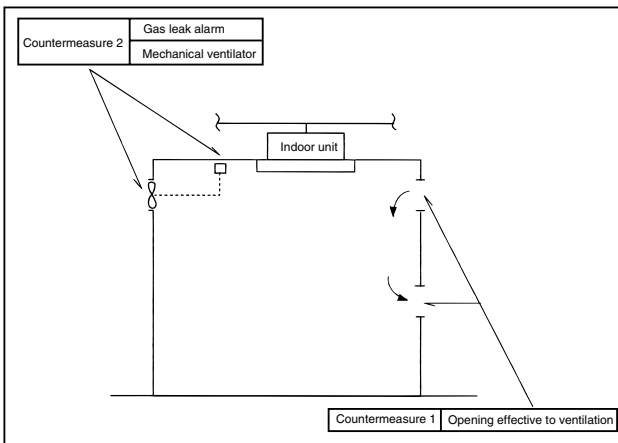 Countermeasure 2
Gas leak alarm
Mechanical ventilator
Indoor unit
Countermeasure 1
Opening effective to ventilation